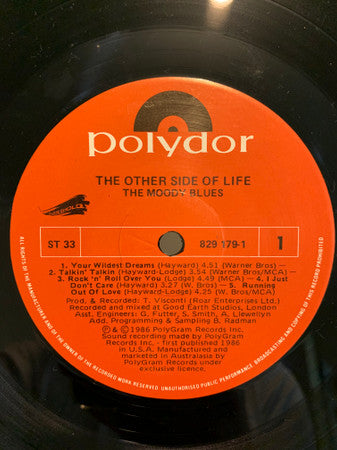 polydor
THE OTHER SIDE OF LIFE
THE MOODY BLUES
ST 33
829 179-1
1
1. Your Wildest Dreams (Hayward) 4.51 (Warner Bros) –
2. Talkin' Talkin (Hayward-Lodge) 3.54 (Warner Bros/MCA) –
3. Rock 'n' Roll Over You (Lodge) 4.49 (MCA) – 4. I Just
Don't Care (Hayward) 3.27 (W. Bros) – 5. Running
Out Of Love (Hayward-Lodge) 4.25 (W. Bros/MCA)
Prod. & Recorded: T. Visconti (Roar Enterprises Ltd.)
Recorded and mixed at Good Earth Studios, London
Asst. Engineers: G. Futter, S. Smith, A. Llewellyn
Add. Programming & Sampling B. Radman
℗ & © 1986 PolyGram Records Inc.
Sound recording made by PolyGram
Records Inc. - first published 1986
in U.S.A. Manufactured and
marketed in Australasia by
PolyGram Records under
exclusive licence.
ALL RIGHTS OF THE MANUFACTURER AND OF THE OWNER OF THE RECORDED WORK RESERVED UNAUTHORISED PUBLIC PERFORMANCE, BROADCASTING AND COPYING OF THIS RECORD PROHIBITED